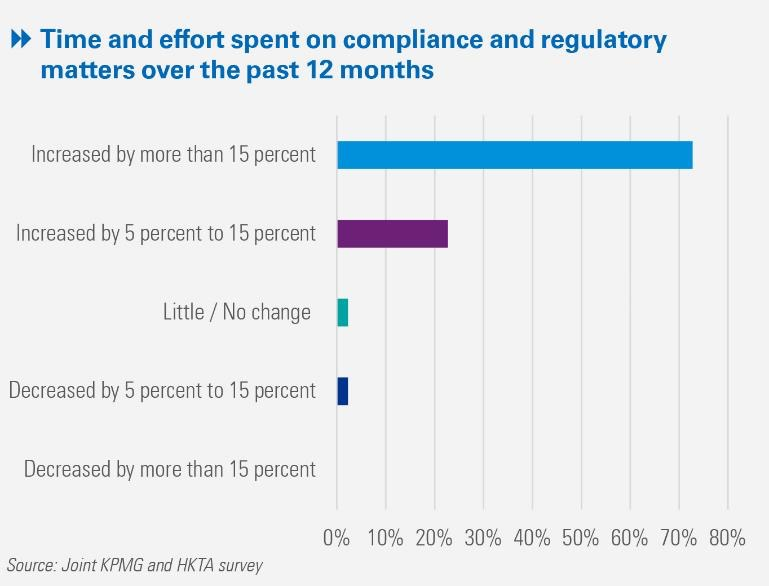 Time and effort spent on compliance and regulatory
matters over the past 12 months
Increased by more than 15 percent
Increased by 5 percent to 15 percent
Little / No change
Decreased by 5 percent to 15 percent
Decreased by more than 15 percent
0% 10% 20% 30% 40% 50% 60% 70% 80%
Source: Joint KPMG and HKTA survey